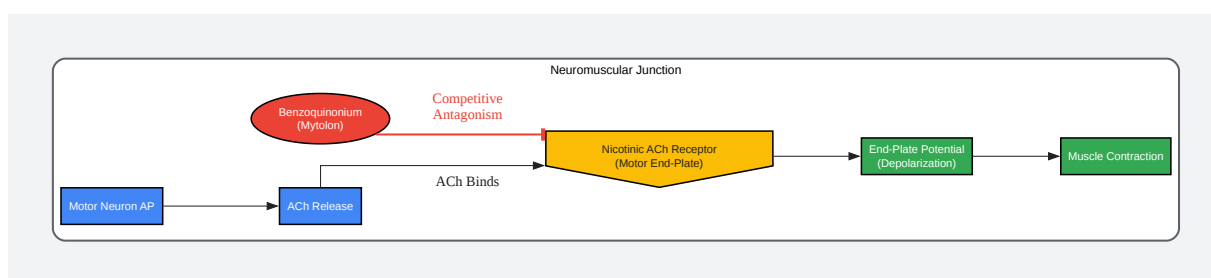 Neuromuscular Junction
Benzoquinonium
(Mytolon)
Competitive
Antagonism
Nicotinic ACh Receptor
(Motor End-Plate)
End-Plate Potential
(Depolarization)
Muscle Contraction
ACh Binds
Motor Neuron AP
ACh Release